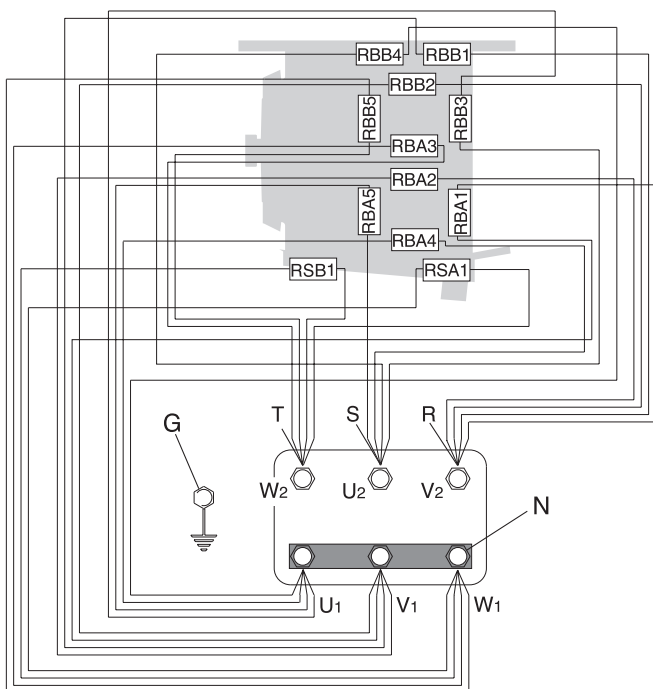 RBB4 RBB1
RBB2
RBB5
RBB3
RBA3
RBA2
RBA5
RBA1
RBA4
RSB1 RSA1
G T S R
W2 U2 V2
N
U1 V1 W1